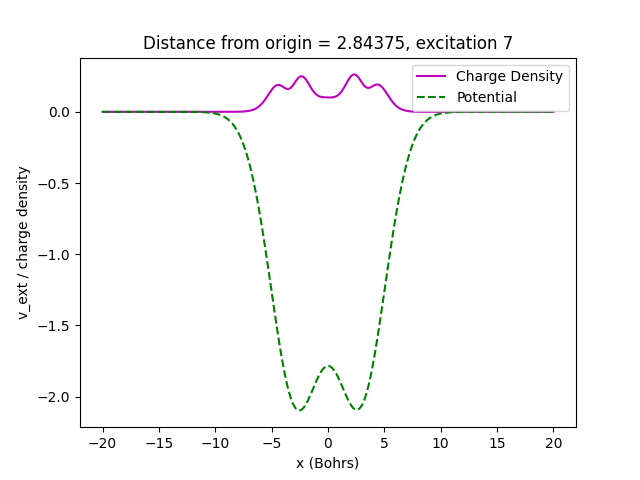 Distance from origin = 2.84375, excitation 7
Charge Density
Potential
v_ext / charge density
0.0
−0.5
−1.0
−1.5
−2.0
−20
−15
−10
−5
0
5
10
15
20
x (Bohrs)